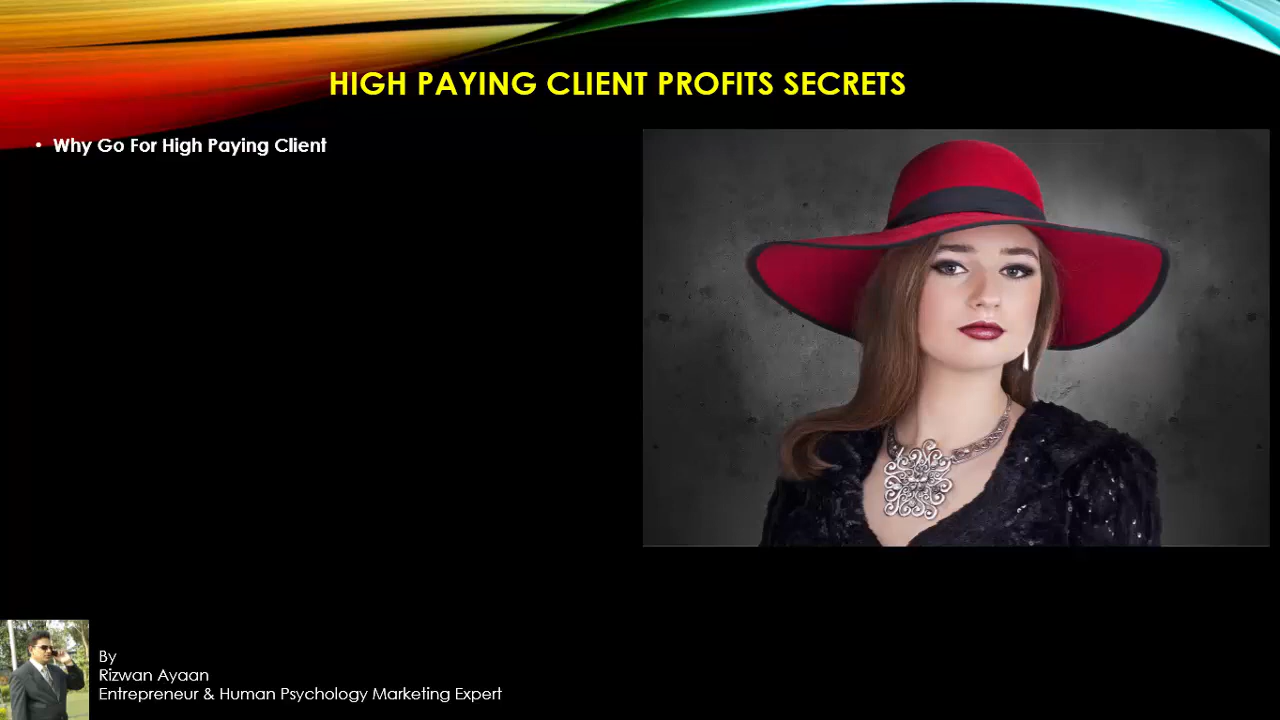 HIGH PAYING CLIENT PROFITS SECRETS
• Why Go For High Paying Client
By
Rizwan Ayaan
Entrepreneur & Human Psychology Marketing Expert